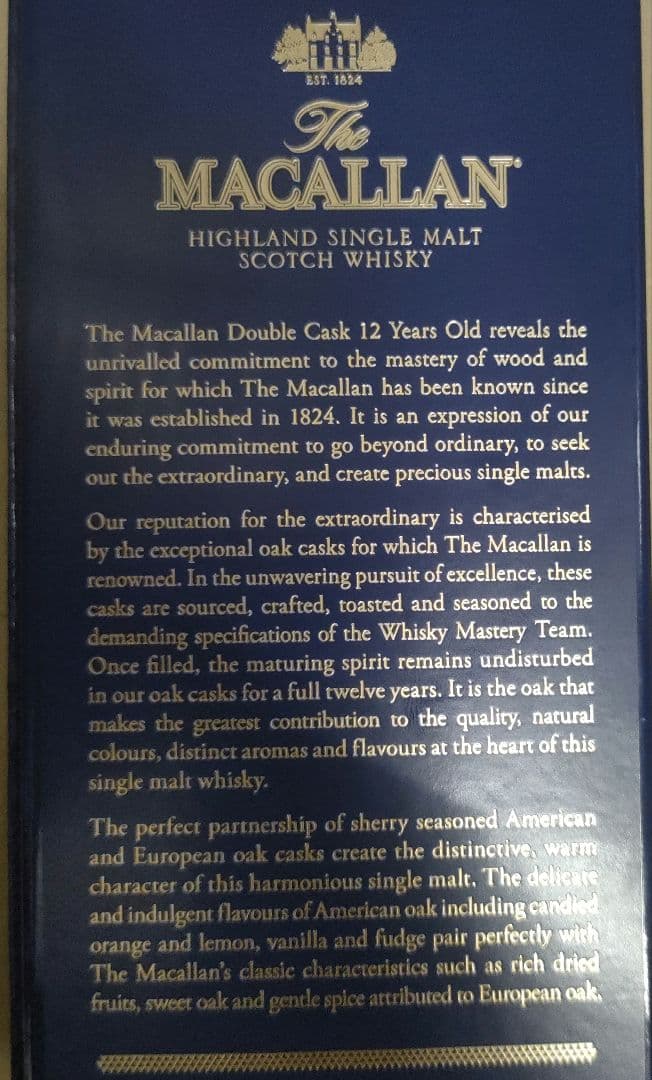 EST. 1824
The
MACALLAN®
HIGHLAND SINGLE MALT
SCOTCH WHISKY
The Macallan Double Cask 12 Years Old reveals the
unrivalled commitment to the mastery of wood and
spirit for which The Macallan has been known since
it was established in 1824. It is an expression of our
enduring commitment to go beyond ordinary, to seek
out the extraordinary, and create precious single malts.
Our reputation for the extraordinary is characterised
by the exceptional oak casks for which The Macallan is
renowned. In the unwavering pursuit of excellence, these
casks are sourced, crafted, toasted and seasoned to the
demanding specifications of the Whisky Mastery Team.
Once filled, the maturing spirit remains undisturbed
in our oak casks for a full twelve years. It is the oak that
makes the greatest contribution to the quality, natural
colours, distinct aromas and flavours at the heart of this
single malt whisky.
The perfect partnership of sherry seasoned American
and European oak casks create the distinctive, warm
character of this harmonious single malt. The delicate
and indulgent flavours of American oak including candied
orange and lemon, vanilla and fudge pair perfectly with
The Macallan's classic characteristics such as rich dried
fruits, sweet oak and gentle spice attributed to European oak.